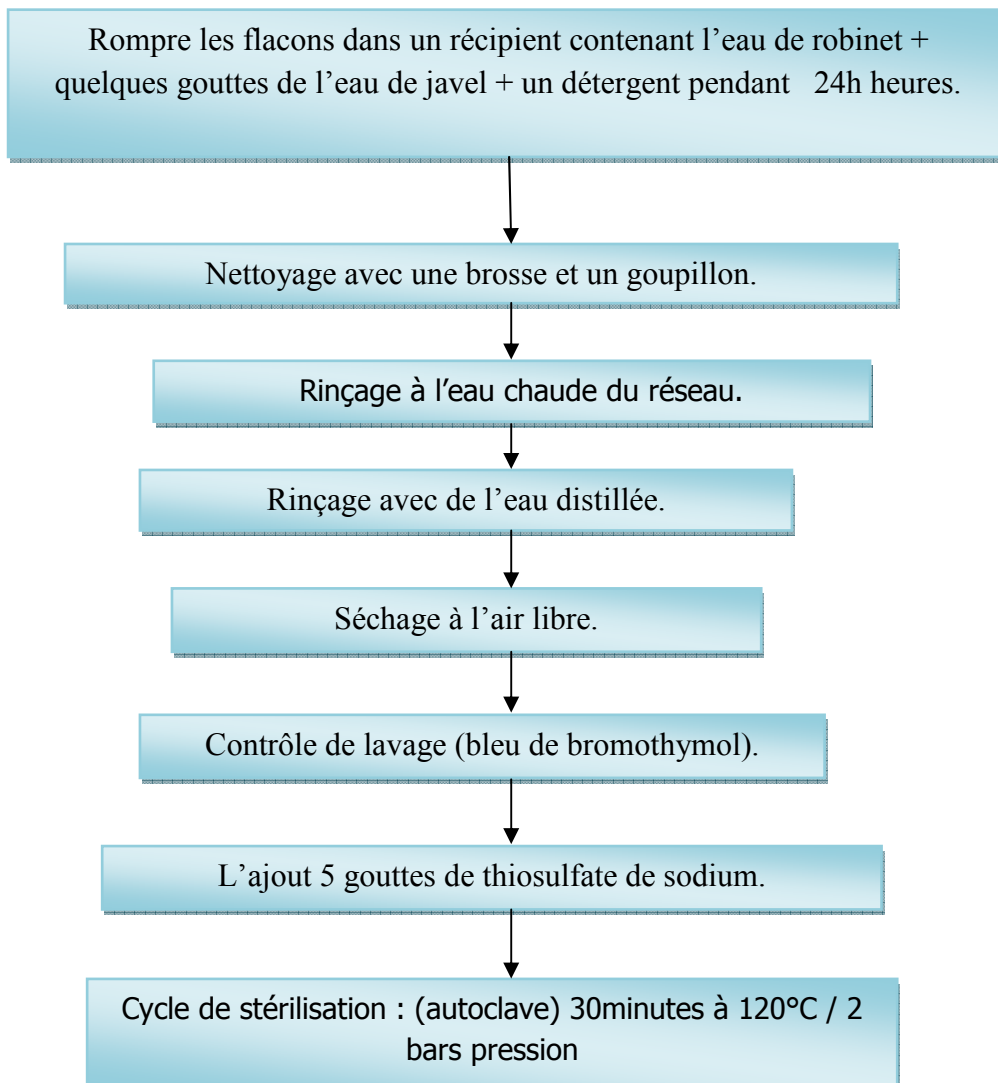 Rompre les flacons dans un récipient contenant l’eau de robinet +
quelques gouttes de l’eau de javel + un détergent pendant 24h heures.
Nettoyage avec une brosse et un goupillon.
Rinçage à l’eau chaude du réseau.
Rinçage avec de l’eau distillée.
Séchage à l’air libre.
Contrôle de lavage (bleu de bromothymol).
L’ajout 5 gouttes de thiosulfate de sodium.
Cycle de stérilisation : (autoclave) 30minutes à 120°C / 2
bars pression